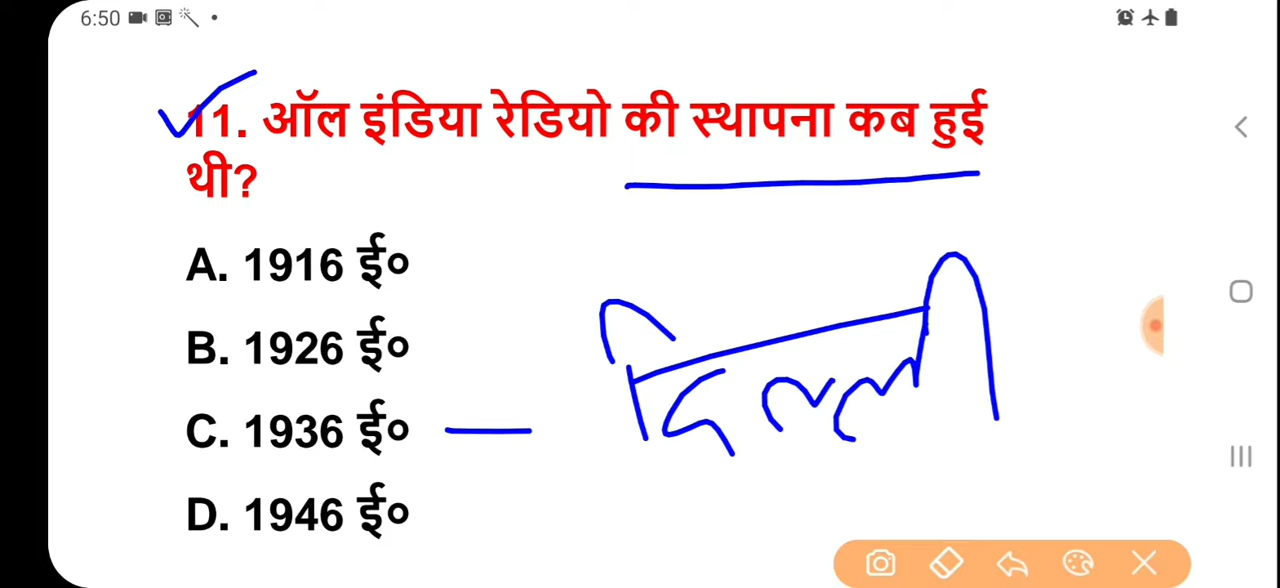 6:50
11. ऑल इंडिया रेडियो की स्थापना कब हुई
थी?
A. 1916 ई०
B. 1926 ई०
C. 1936 ई०
दिल्ली
D. 1946 ई०